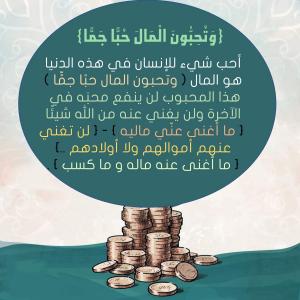 {وَتُحِبُّونَ الْمَالَ حُبًّا جَمًّا}
أحب شيء للإنسان في هذه الدنيا
هو المال ( وتحبون المال حبًا جمًا )
هذا المحبوب لن ينفع محبه في
الآخرة ولن يغني عنه من الله شيئًا
{ ما أغنى عنّي ماليه } - { لن تغني
عنهم أموالهم ولا أولادهم .. }
{ ما أغنى عنه ماله و ما كسب }